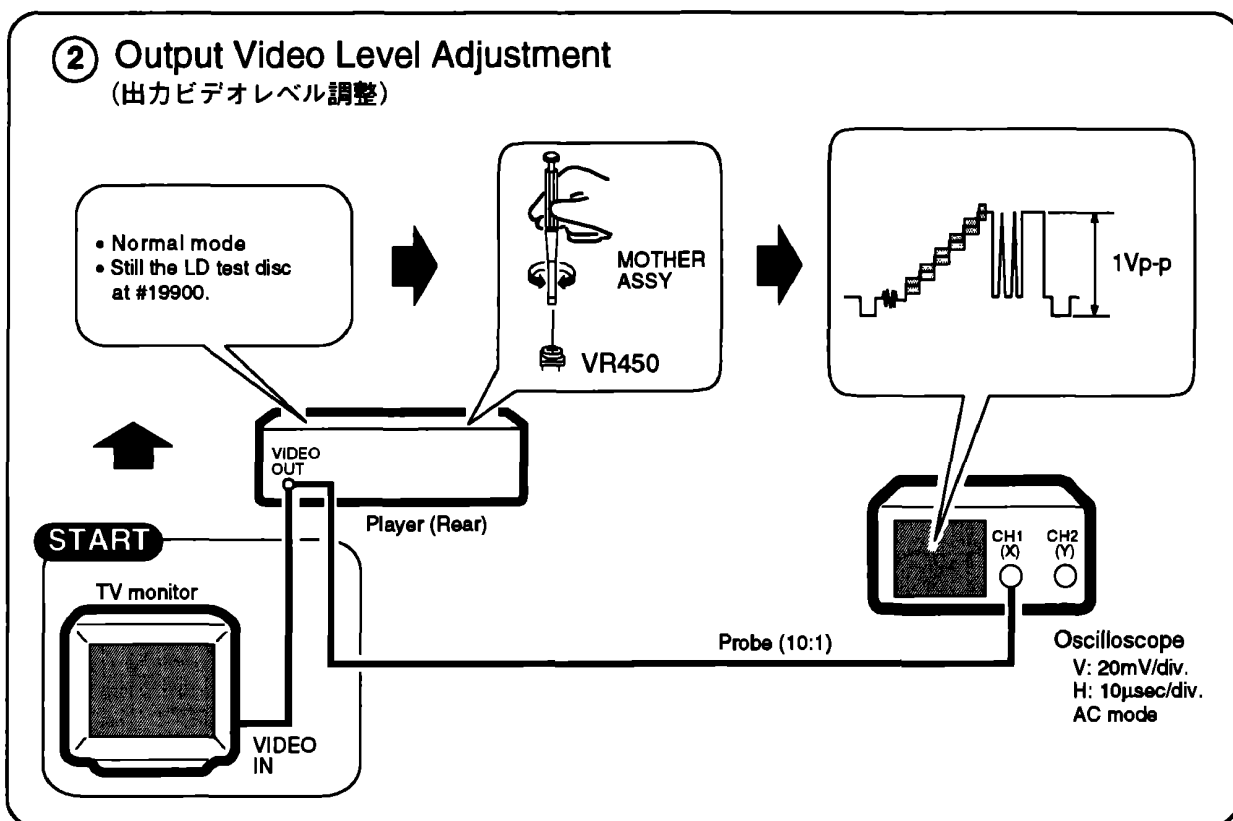 ② Output Video Level Adjustment
(出力ビデオレベル調整)
• Normal mode
• Still the LD test disc
at #19900.
MOTHER
ASSY
VR450
1Vp-p
VIDEO
OUT
Player (Rear)
START
TV monitor
VIDEO
IN
Probe (10:1)
CH1
(X)
CH2
(Y)
Oscilloscope
V: 20mV/div.
H: 10μsec/div.
AC mode